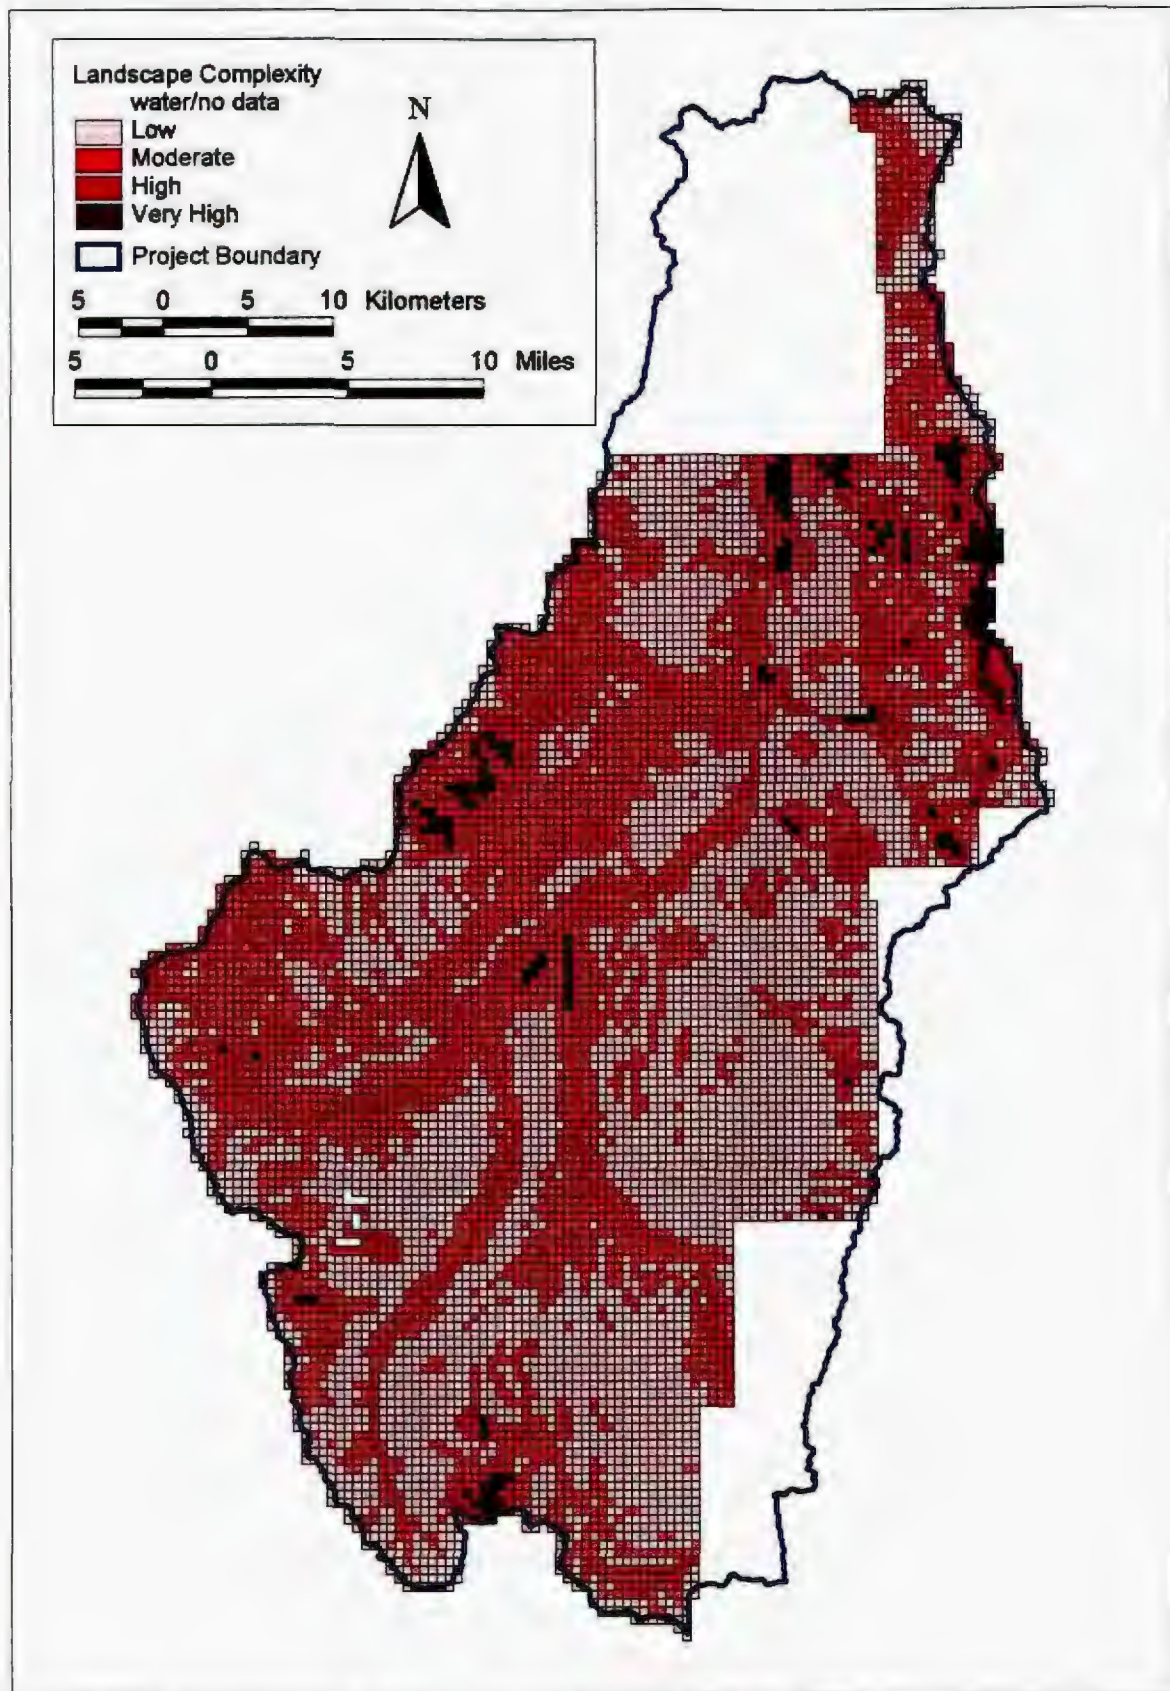 Landscape Complexity
water/no data
Low
Moderate
High
Very High
Project Boundary
N
5 0 5 10 Kilometers
5 0 5 10 Miles